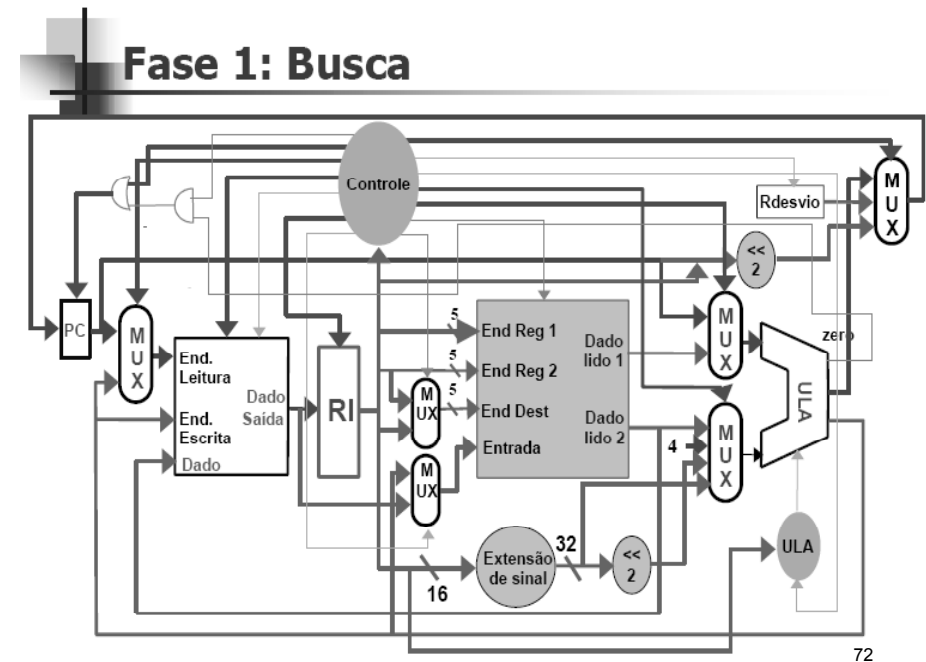 Fase 1: Busca
Controle
Rdesvio
M
U
X
<<
2
PC
M
U
X
End.
Leitura
Dado
Saída
End.
Escrita
Dado
RI
5
End Reg 1
Dado
lido 1
5
End Reg 2
5
End Dest
Dado
lido 2
Entrada
M
UX
M
UX
M
U
X
zero
ULA
4
M
U
X
16
Extensão
de sinal
32
<<
2
ULA
72